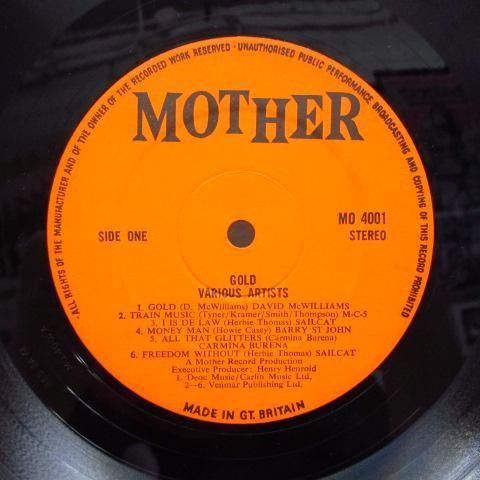 ALL RIGHTS OF THE MANUFACTURER AND OF THE OWNER OF THE RECORDED WORK RESERVED · UNAUTHORISED PUBLIC PERFORMANCE BROADCASTING AND COPYING OF THIS RECORD PROHIBITED
MOTHER
MO 4001
SIDE ONE STEREO
GOLD
VARIOUS ARTISTS
1. GOLD (D. McWilliams) DAVID McWILLIAMS
2. TRAIN MUSIC (Tyner/Kramer/Smith/Thompson) M-C-5
3. I IS DE LAW (Herbie Thomas) SAILCAT
4. MONEY MAN (Howie Casey) BARRY ST JOHN
5. ALL THAT GLITTERS (Carmina Burena)
CARMINA BURENA
6. FREEDOM WITHOUT (Herbie Thomas) SAILCAT
A Mother Record Production
Executive Producer: Henry Henroid
1. Deoc Music/Carlin Music Ltd,
2—6. Venmar Publishing Ltd.
MADE IN GT. BRITAIN